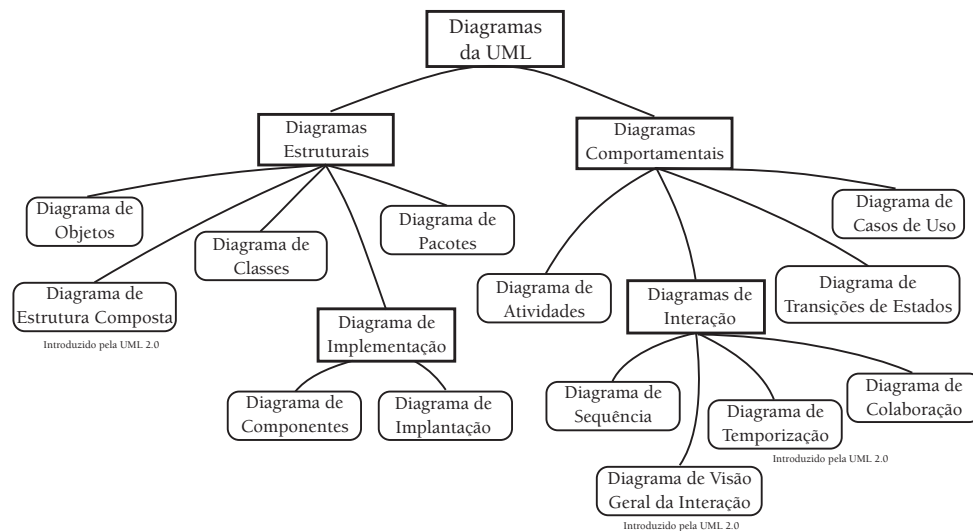 Diagramas
da UML
Diagramas
Estruturais
Diagramas
Comportamentais
Diagrama de
Objetos
Diagrama de
Classes
Diagrama de
Pacotes
Diagrama de
Casos de Uso
Diagrama de
Estrutura Composta
Introduzido pela UML 2.0
Diagrama de
Implementação
Diagrama de
Atividades
Diagramas de
Interação
Diagrama de
Transições de Estados
Diagrama de
Componentes
Diagrama de
Implantação
Diagrama de
Sequência
Diagrama de
Temporização
Introduzido pela UML 2.0
Diagrama de
Colaboração
Diagrama de Visão
Geral da Interação
Introduzido pela UML 2.0